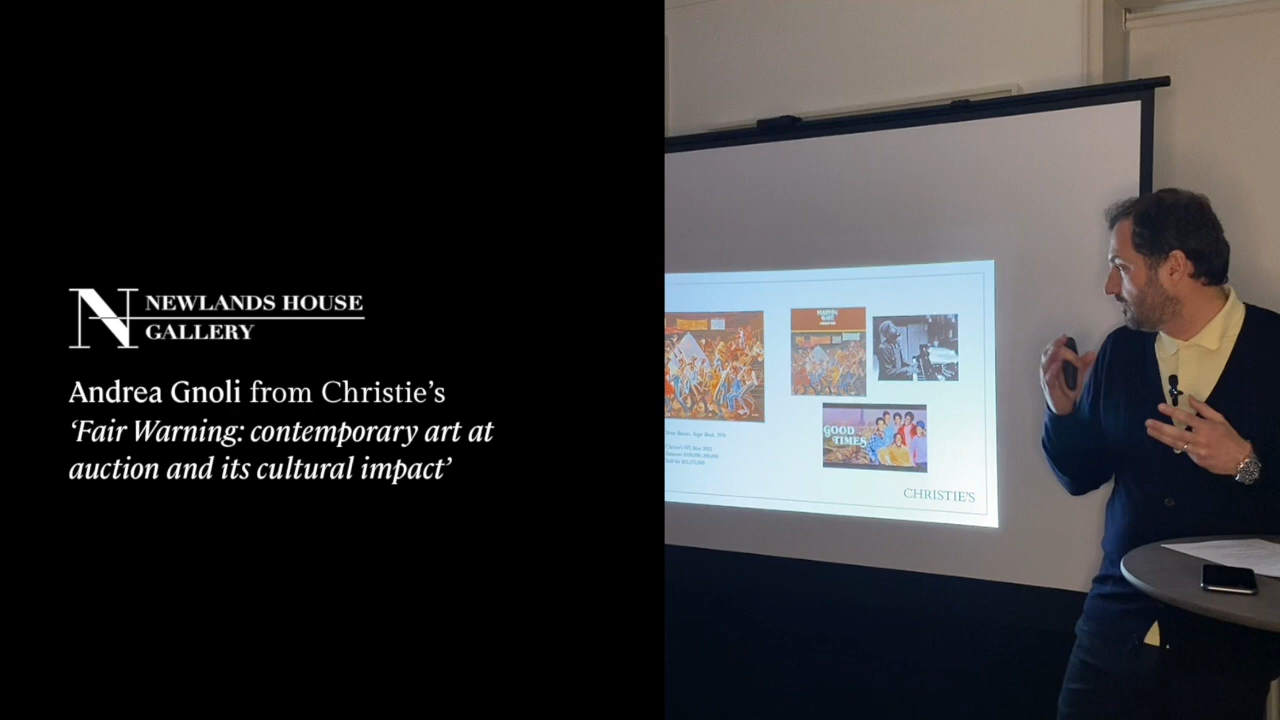 NEWLANDS HOUSE
GALLERY
Andrea Gnoli from Christie’s
‘Fair Warning: contemporary art at
auction and its cultural impact’
GOOD
TIMES
CHRISTIE'S